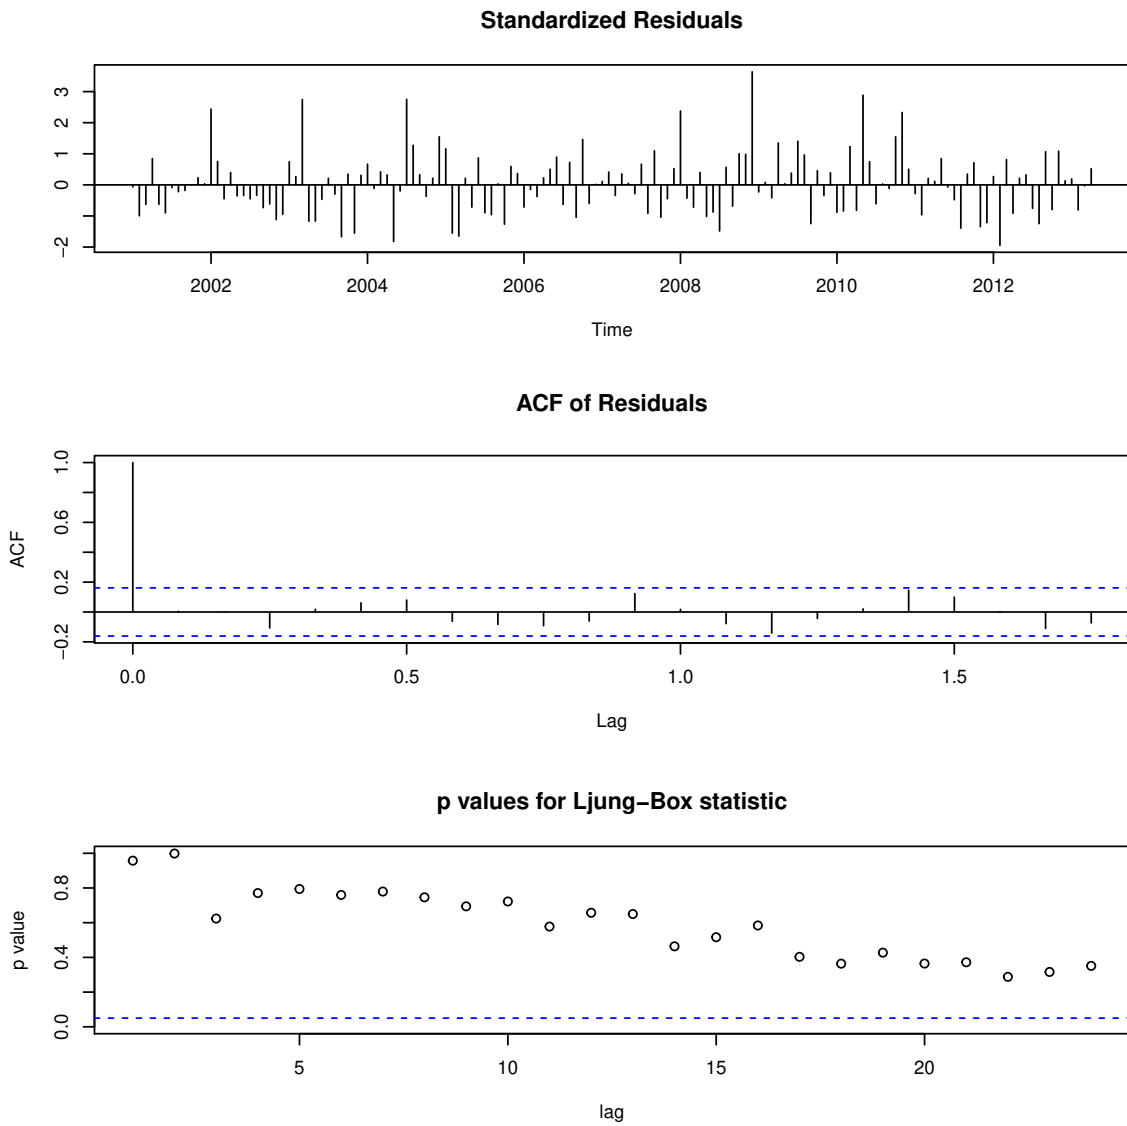 Standardized Residuals
3
2
1
0
−2
2002 2004 2006 2008 2010 2012
Time
ACF of Residuals
ACF
1.0
0.6
0.2
−0.2
0.0 0.5 1.0 1.5
Lag
p values for Ljung−Box statistic
p value
0.8
0.4
0.0
5 10 15 20
lag